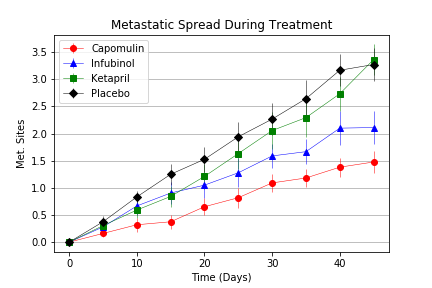 Metastatic Spread During Treatment
Capomulin
Infubinol
Ketapril
Placebo
Met. Sites
3.5
3.0
2.5
2.0
1.5
1.0
0.5
0.0
0
10
20
30
40
Time (Days)